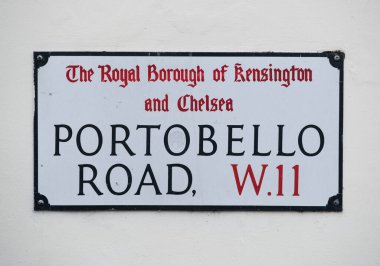 The Royal Borough of Kensington
and Chelsea
PORTOBELLO
ROAD, W.11